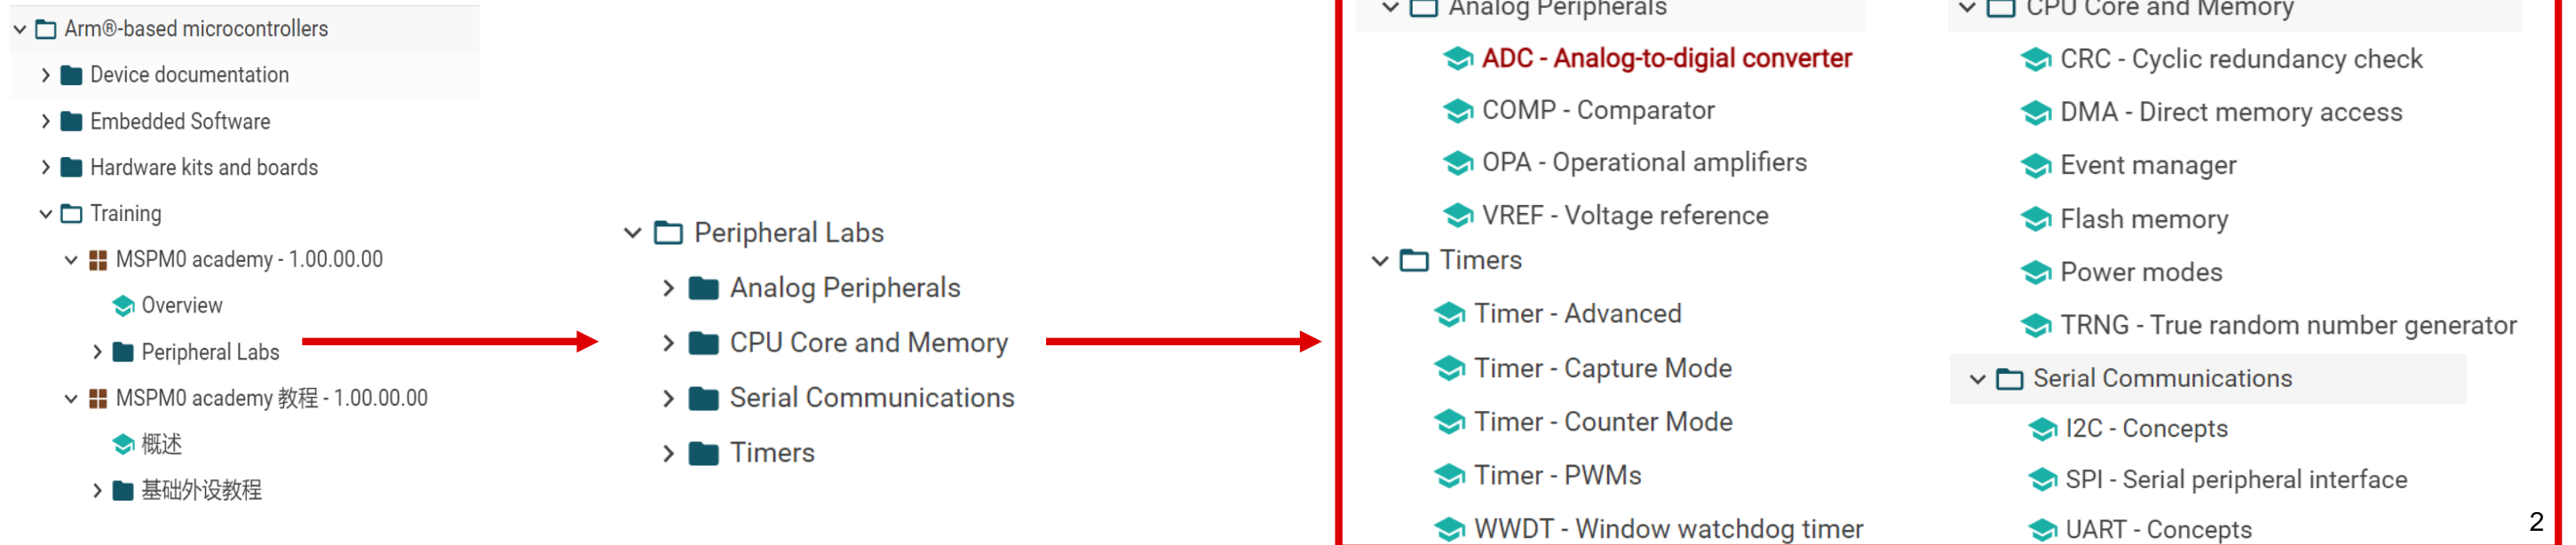 Arm®-based microcontrollers
Device documentation
Embedded Software
Hardware kits and boards
Training
MSPM0 academy - 1.00.00.00
Overview
Peripheral Labs
MSPM0 academy 教程 - 1.00.00.00
概述
基础外设教程
Peripheral Labs
Analog Peripherals
CPU Core and Memory
Serial Communications
Timers
Analog Peripherals
ADC - Analog-to-digial converter
COMP - Comparator
OPA - Operational amplifiers
VREF - Voltage reference
Timers
Timer - Advanced
Timer - Capture Mode
Timer - Counter Mode
Timer - PWMs
WWDT - Window watchdog timer
CPU Core and Memory
CRC - Cyclic redundancy check
DMA - Direct memory access
Event manager
Flash memory
Power modes
TRNG - True random number generator
Serial Communications
I2C - Concepts
SPI - Serial peripheral interface
UART - Concepts
2